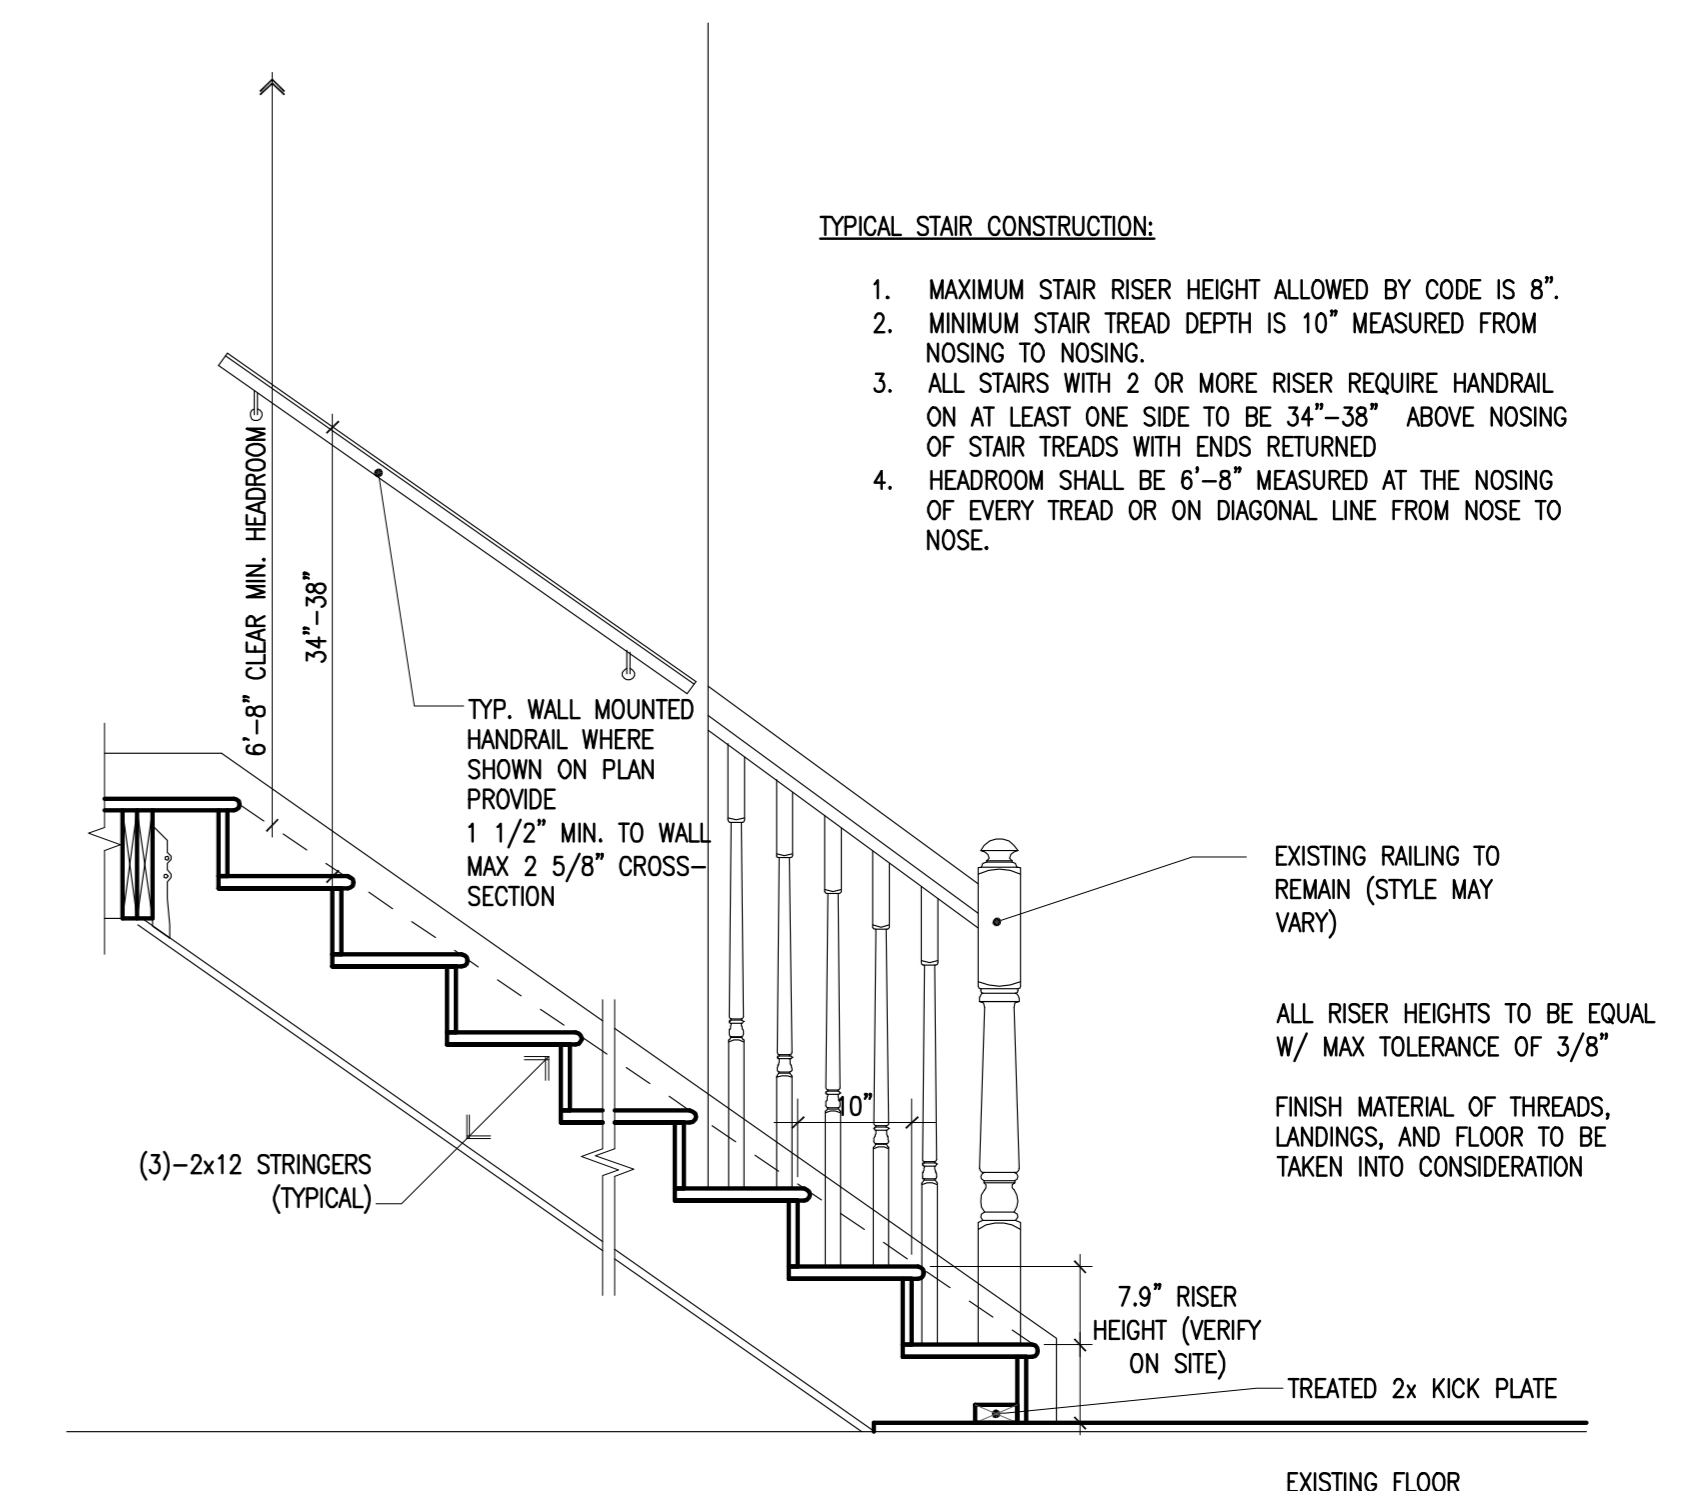 TYPICAL STAIR CONSTRUCTION:
1. MAXIMUM STAIR RISER HEIGHT ALLOWED BY CODE IS 8".
2. MINIMUM STAIR TREAD DEPTH IS 10" MEASURED FROM
NOSING TO NOSING.
3. ALL STAIRS WITH 2 OR MORE RISER REQUIRE HANDRAIL
ON AT LEAST ONE SIDE TO BE 34"-38" ABOVE NOSING
OF STAIR TREADS WITH ENDS RETURNED
4. HEADROOM SHALL BE 6'-8" MEASURED AT THE NOSING
OF EVERY TREAD OR ON DIAGONAL LINE FROM NOSE TO
NOSE.
6'-8" CLEAR MIN. HEADROOM
34"-38"
TYP. WALL MOUNTED
HANDRAIL WHERE
SHOWN ON PLAN
PROVIDE
1 1/2" MIN. TO WALL
MAX 2 5/8" CROSS-
SECTION
EXISTING RAILING TO
REMAIN (STYLE MAY
VARY)
ALL RISER HEIGHTS TO BE EQUAL
W/ MAX TOLERANCE OF 3/8"
FINISH MATERIAL OF THREADS,
LANDINGS, AND FLOOR TO BE
TAKEN INTO CONSIDERATION
10"
(3)-2x12 STRINGERS
(TYPICAL)
7.9" RISER
HEIGHT (VERIFY
ON SITE)
TREATED 2x KICK PLATE
EXISTING FLOOR